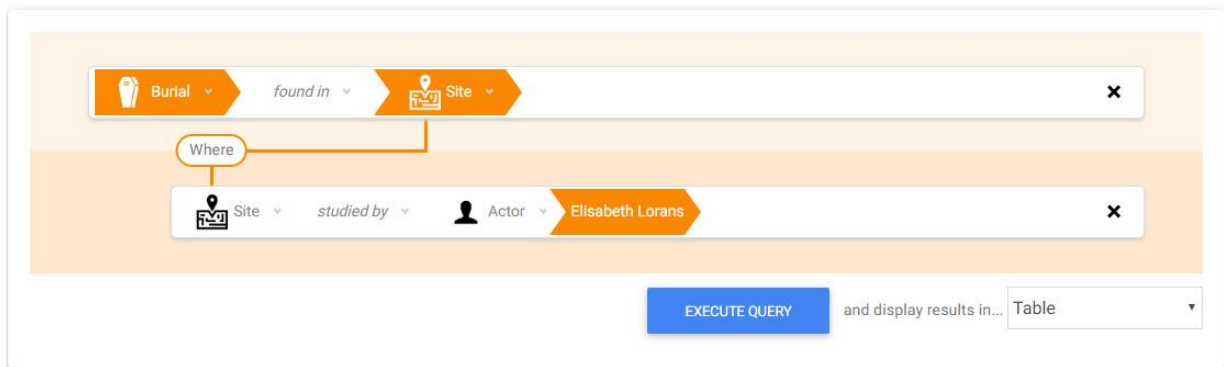 Burial found in Site
Where
Site studied by Actor Elisabeth Lorans
EXECUTE QUERY and display results in... Table